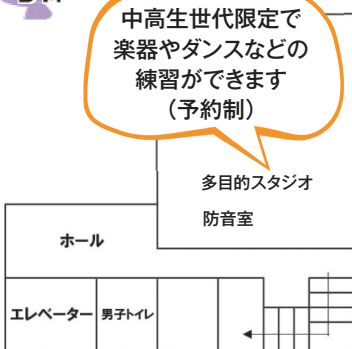 中高生世代限定で
楽器やダンスなどの
練習ができます
（予約制）
多目的スタジオ
防音室
ホール
エレベーター
男子トイレ